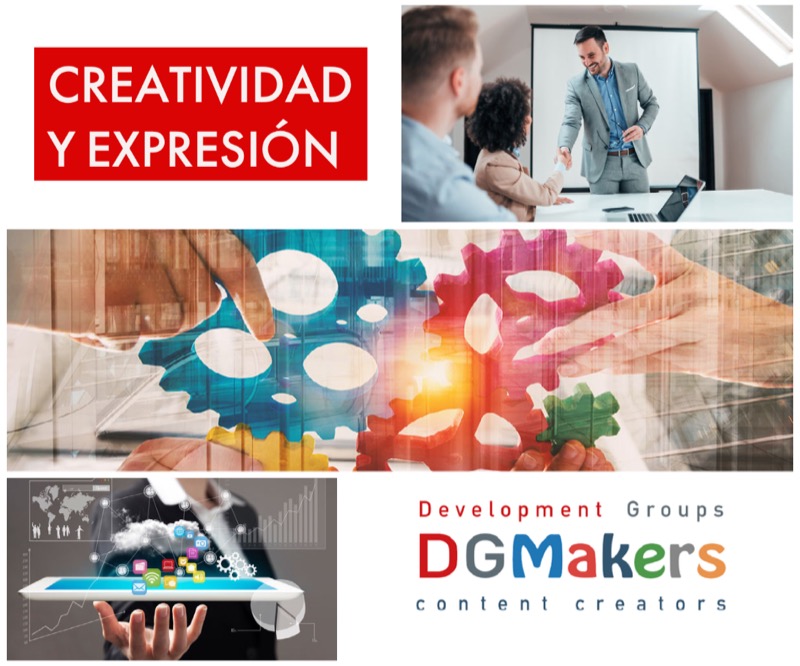 CREATIVIDAD
Y EXPRESIÓN
Development Groups
DGMakers
content creators